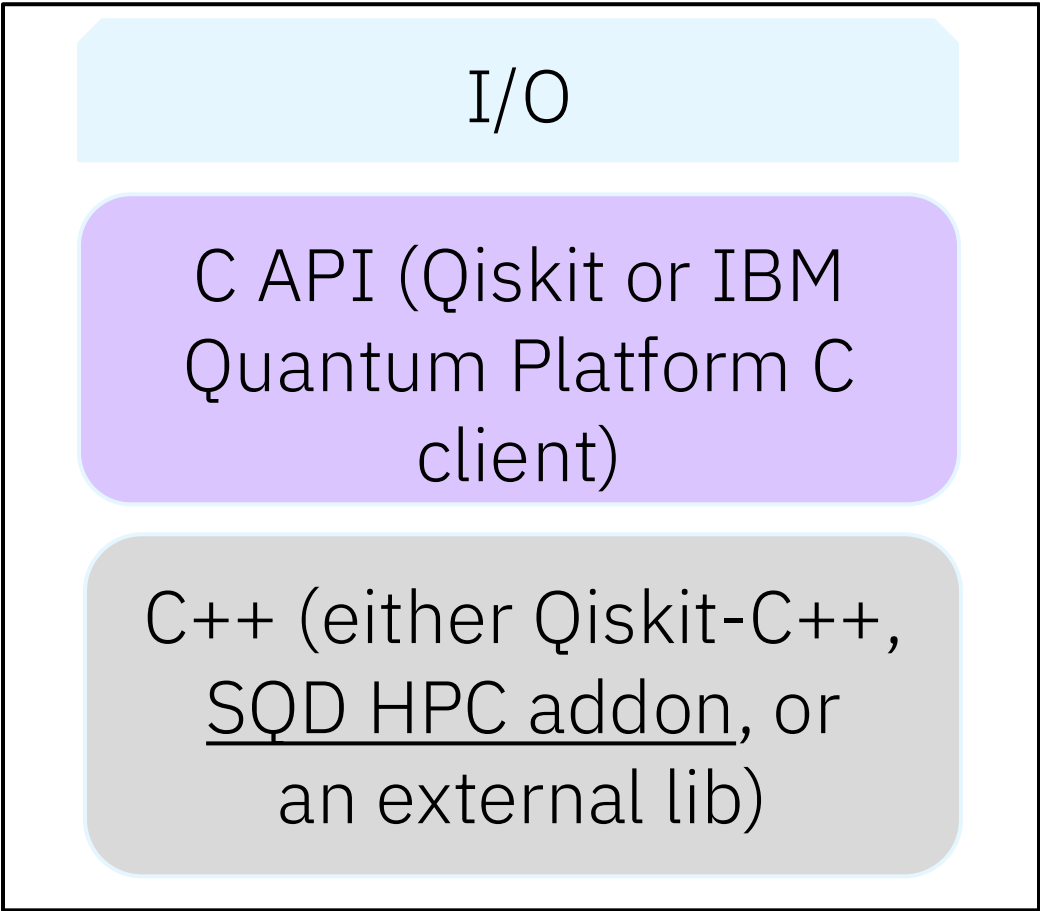 I/O
C API (Qiskit or IBM
Quantum Platform C
client)
C++ (either Qiskit-C++,
SQD HPC addon, or
an external lib)